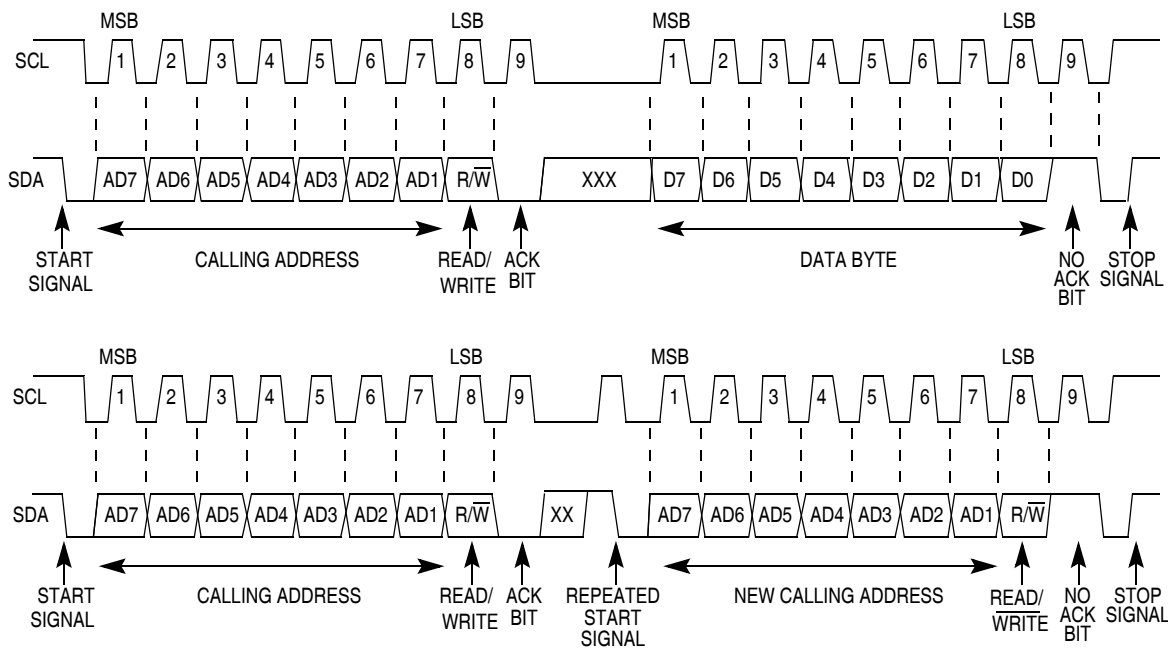 MSB LSB MSB LSB
SCL 1 2 3 4 5 6 7 8 9 1 2 3 4 5 6 7 8 9
SDA AD7 AD6 AD5 AD4 AD3 AD2 AD1 R/W̅ XXX D7 D6 D5 D4 D3 D2 D1 D0
START SIGNAL
CALLING ADDRESS
READ/
WRITE
ACK
BIT
DATA BYTE
NO
ACK
BIT
STOP
SIGNAL
MSB LSB MSB LSB
SCL 1 2 3 4 5 6 7 8 9 1 2 3 4 5 6 7 8 9
SDA AD7 AD6 AD5 AD4 AD3 AD2 AD1 R/W̅ XX AD7 AD6 AD5 AD4 AD3 AD2 AD1 R/W̅
START
SIGNAL
CALLING ADDRESS
READ/
WRITE
ACK
BIT
REPEATED
START
SIGNAL
NEW CALLING ADDRESS
READ/
W̅R̅I̅T̅E̅
NO
ACK
BIT
STOP
SIGNAL